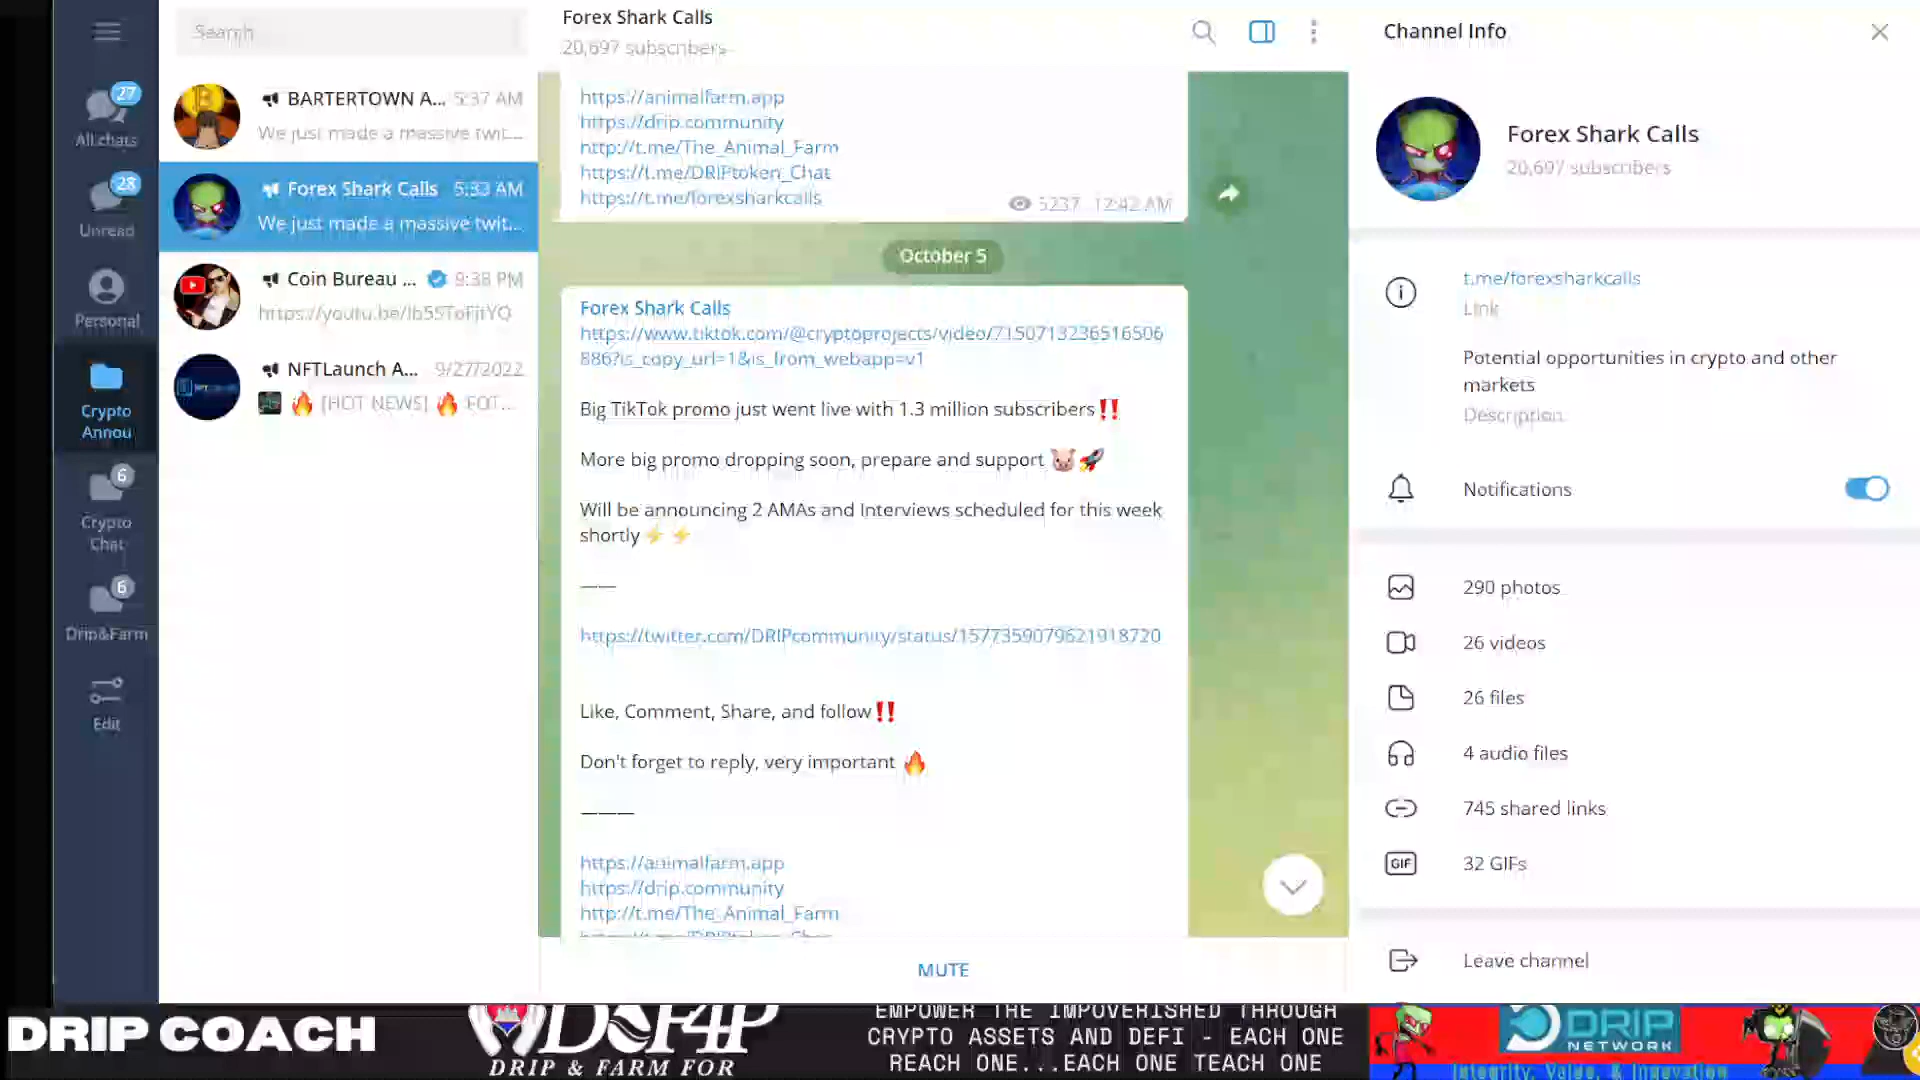 Search
27
All chats
28
Unread
Personal
Crypto
Annou
6
Crypto
Chat
6
Drip&Farm
Edit
BARTERTOWN A... 5:37 AM
We just made a massive twit...
Forex Shark Calls 5:33 AM
We just made a massive twit...
Coin Bureau ... 9:38 PM
https://youtu.be/lb55ToFjtYQ
NFTLaunch A... 9/27/2022
[HOT NEWS] FOT...
Forex Shark Calls
20,697 subscribers
https://animalfarm.app
https://drip.community
http://t.me/The_Animal_Farm
https://t.me/DRIPtoken_Chat
https://t.me/forexsharkcalls
5237 12:42 AM
October 5
Forex Shark Calls
https://www.tiktok.com/@cryptoprojects/video/7150713236516506
886?is_copy_url=1&is_from_webapp=v1
Big TikTok promo just went live with 1.3 million subscribers‼️
More big promo dropping soon, prepare and support 🐷🚀
Will be announcing 2 AMAs and Interviews scheduled for this week
shortly⚡⚡
——
https://twitter.com/DRIPcommunity/status/1577359079621918720
Like, Comment, Share, and follow‼️
Don't forget to reply, very important 🔥
———
https://animalfarm.app
https://drip.community
http://t.me/The_Animal_Farm
MUTE
Channel Info
Forex Shark Calls
20,697 subscribers
t.me/forexsharkcalls
Link
Potential opportunities in crypto and other
markets
Description
Notifications
290 photos
26 videos
26 files
4 audio files
745 shared links
GIF
32 GIFs
Leave channel
DRIP COACH
DSF4P
DRIP & FARM FOR
EMPOWER THE IMPOVERISHED THROUGH
CRYPTO ASSETS AND DEFI - EACH ONE
REACH ONE...EACH ONE TEACH ONE
DRIP
NETWORK
Integrity, Value, & Innovation